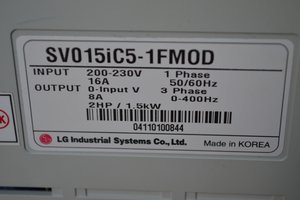 SV015iC5-1FMOD
INPUT 200-230V 1 Phase
16A 50/60Hz
OUTPUT 0-Input V 3 Phase
8A 0-400Hz
2HP / 1.5kW
04110100844
LG Industrial Systems Co., Ltd. Made in KOREA